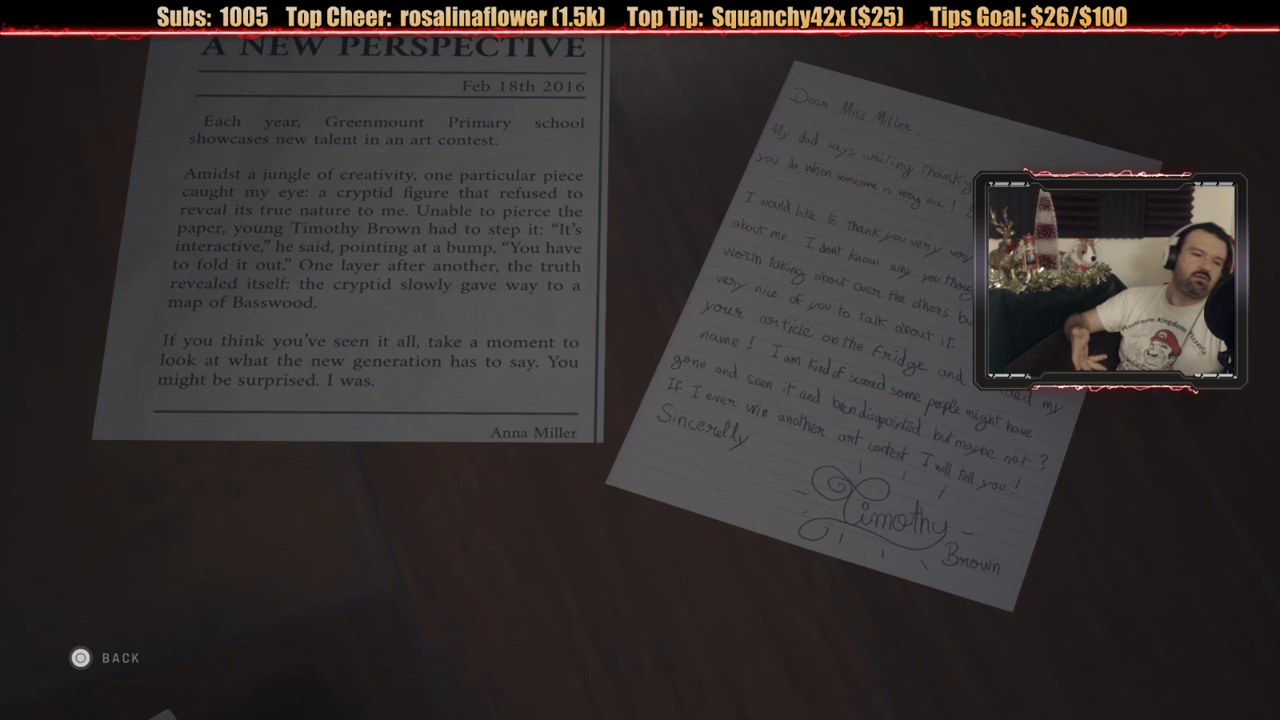 Subs: 1005 Top Cheer: rosalinaflower (1.5k) Top Tip: Squanchy42x ($25) Tips Goal: $26/$100
A NEW PERSPECTIVE
Feb 18th 2016
Each year, Greenmount Primary school
showcases new talent in an art contest.
Amidst a jungle of creativity, one particular piece
caught my eye: a cryptid figure that refused to
reveal its true nature to me. Unable to pierce the
paper, young Timothy Brown had to step it: “It’s
interactive,” he said, pointing at a bump, “You have
to fold it out.” One layer after another, the truth
revealed itself: the cryptid slowly gave way to a
map of Basswood.
If you think you’ve seen it all, take a moment to
look at what the new generation has to say. You
might be surprised. I was.
Anna Miller
Dear Miss Miller,
My dad says writing thank y
you do when someone is very nice !
I would like to thank you very very
about me. I dont know why you thoug
worth taking about over the others bu
very nice of you to talk about it.
your article on the fridge and my
name ! I am kind of scared some people might have
gone and seen it and been disapointed but maybe not ?
If I ever win another art contest I will tell you !
Sincerelly
Timothy
Brown
BACK